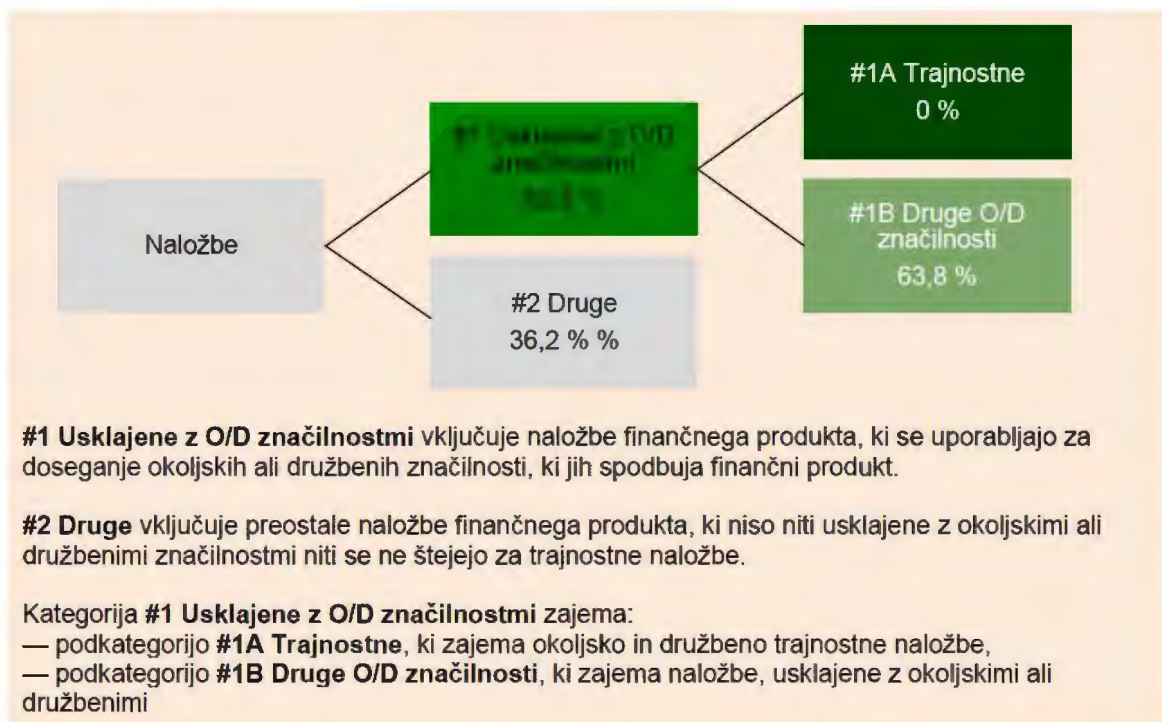 #1A Trajnostne
0 %
značilnostmi
#1B Druge O/D
značilnosti
63,8 %
Naložbe
#2 Druge
36,2 % %
#1 Usklajene z O/D značilnostmi vključuje naložbe finančnega produkta, ki se uporabljajo za
doseganje okoljskih ali družbenih značilnosti, ki jih spodbuja finančni produkt.
#2 Druge vključuje preostale naložbe finančnega produkta, ki niso niti usklajene z okoljskimi ali
družbenimi značilnostmi niti se ne štejejo za trajnostne naložbe.
Kategorija #1 Usklajene z O/D značilnostmi zajema:
— podkategorijo #1A Trajnostne, ki zajema okoljsko in družbeno trajnostne naložbe,
— podkategorijo #1B Druge O/D značilnosti, ki zajema naložbe, usklajene z okoljskimi ali
družbenimi